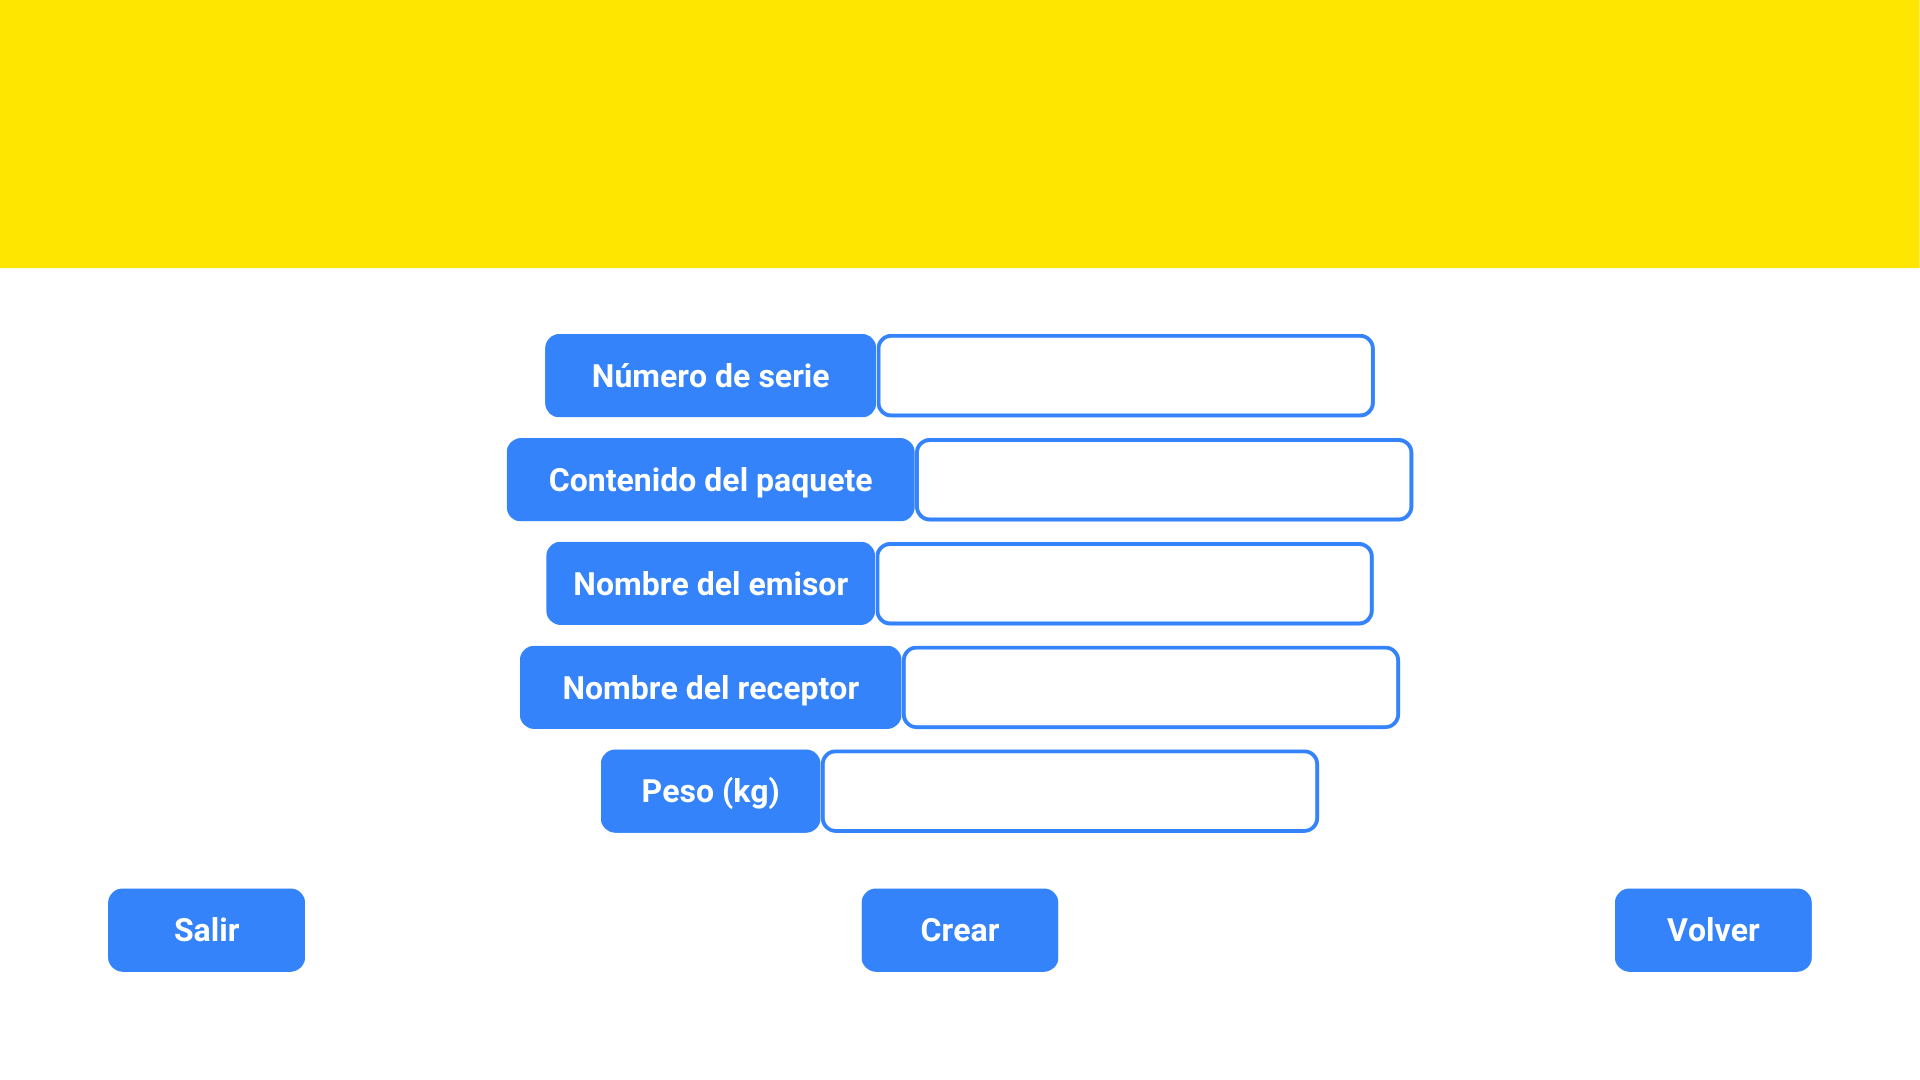 Número de serie
Contenido del paquete
Nombre del emisor
Nombre del receptor
Peso (kg)
Salir
Crear
Volver